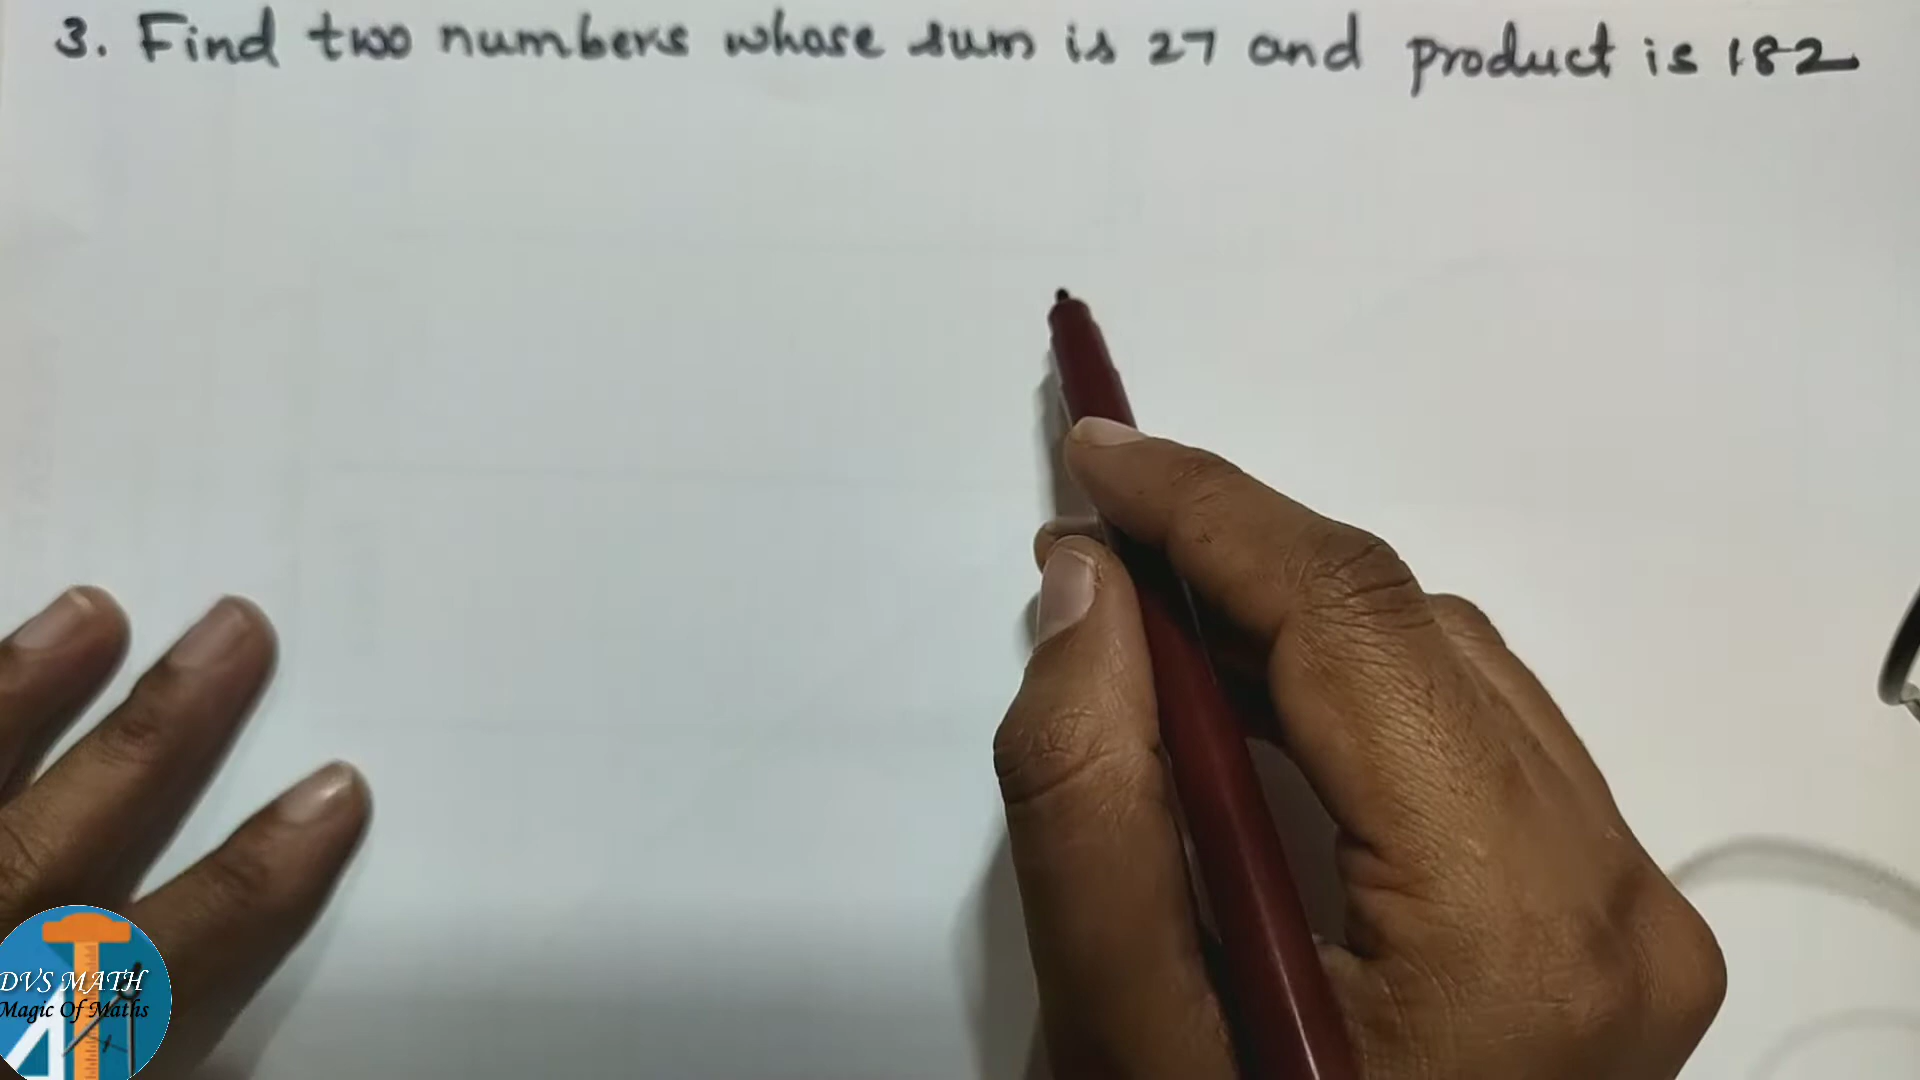 3. Find two numbers whose sum is 27 and product is 182
DVS MATH
Magic Of Maths